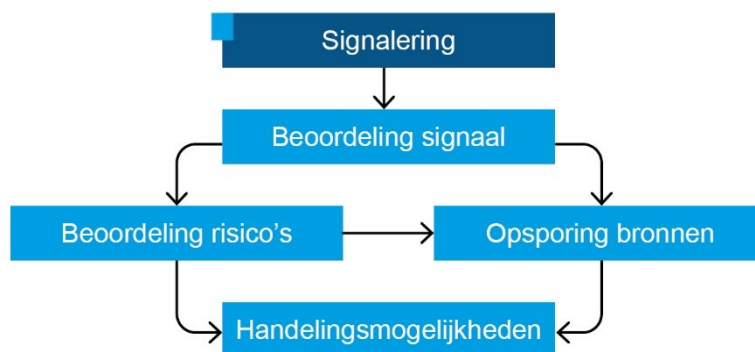 Signalering
Beoordeling signaal
Beoordeling risico's
Opsporing bronnen
Handelingsmogelijkheden